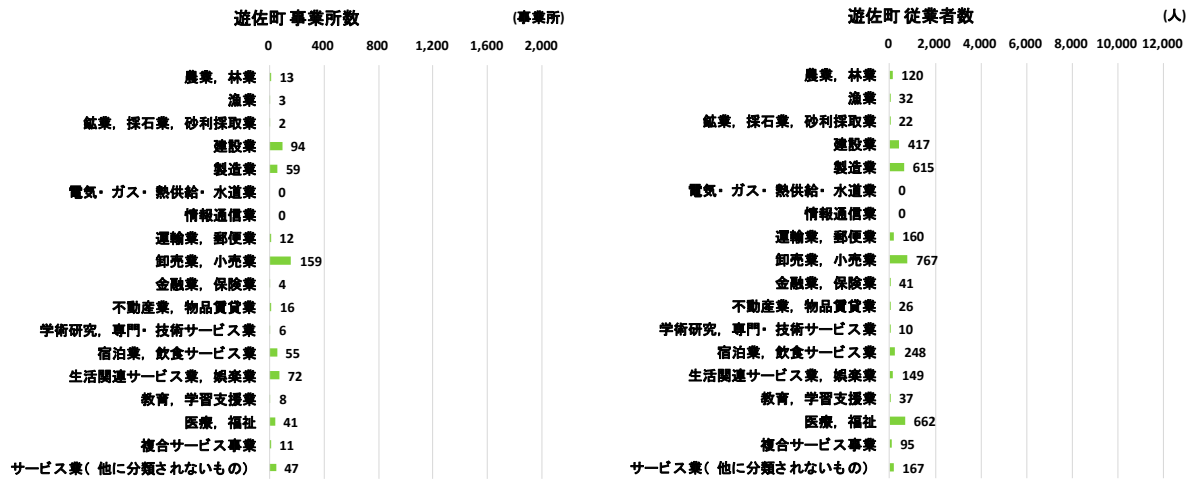 遊佐町 事業所数
(事業所)
0 400 800 1,200 1,600 2,000
農業，林業 13
漁業 3
鉱業，採石業，砂利採取業 2
建設業 94
製造業 59
電気・ガス・熱供給・水道業 0
情報通信業 0
運輸業，郵便業 12
卸売業，小売業 159
金融業，保険業 4
不動産業，物品賃貸業 16
学術研究，専門・技術サービス業 6
宿泊業，飲食サービス業 55
生活関連サービス業，娯楽業 72
教育，学習支援業 8
医療，福祉 41
複合サービス事業 11
サービス業（他に分類されないもの） 47
遊佐町 従業者数
(人)
0 2,000 4,000 6,000 8,000 10,000 12,000
農業，林業 120
漁業 32
鉱業，採石業，砂利採取業 22
建設業 417
製造業 615
電気・ガス・熱供給・水道業 0
情報通信業 0
運輸業，郵便業 160
卸売業，小売業 767
金融業，保険業 41
不動産業，物品賃貸業 26
学術研究，専門・技術サービス業 10
宿泊業，飲食サービス業 248
生活関連サービス業，娯楽業 149
教育，学習支援業 37
医療，福祉 662
複合サービス事業 95
サービス業（他に分類されないもの） 167